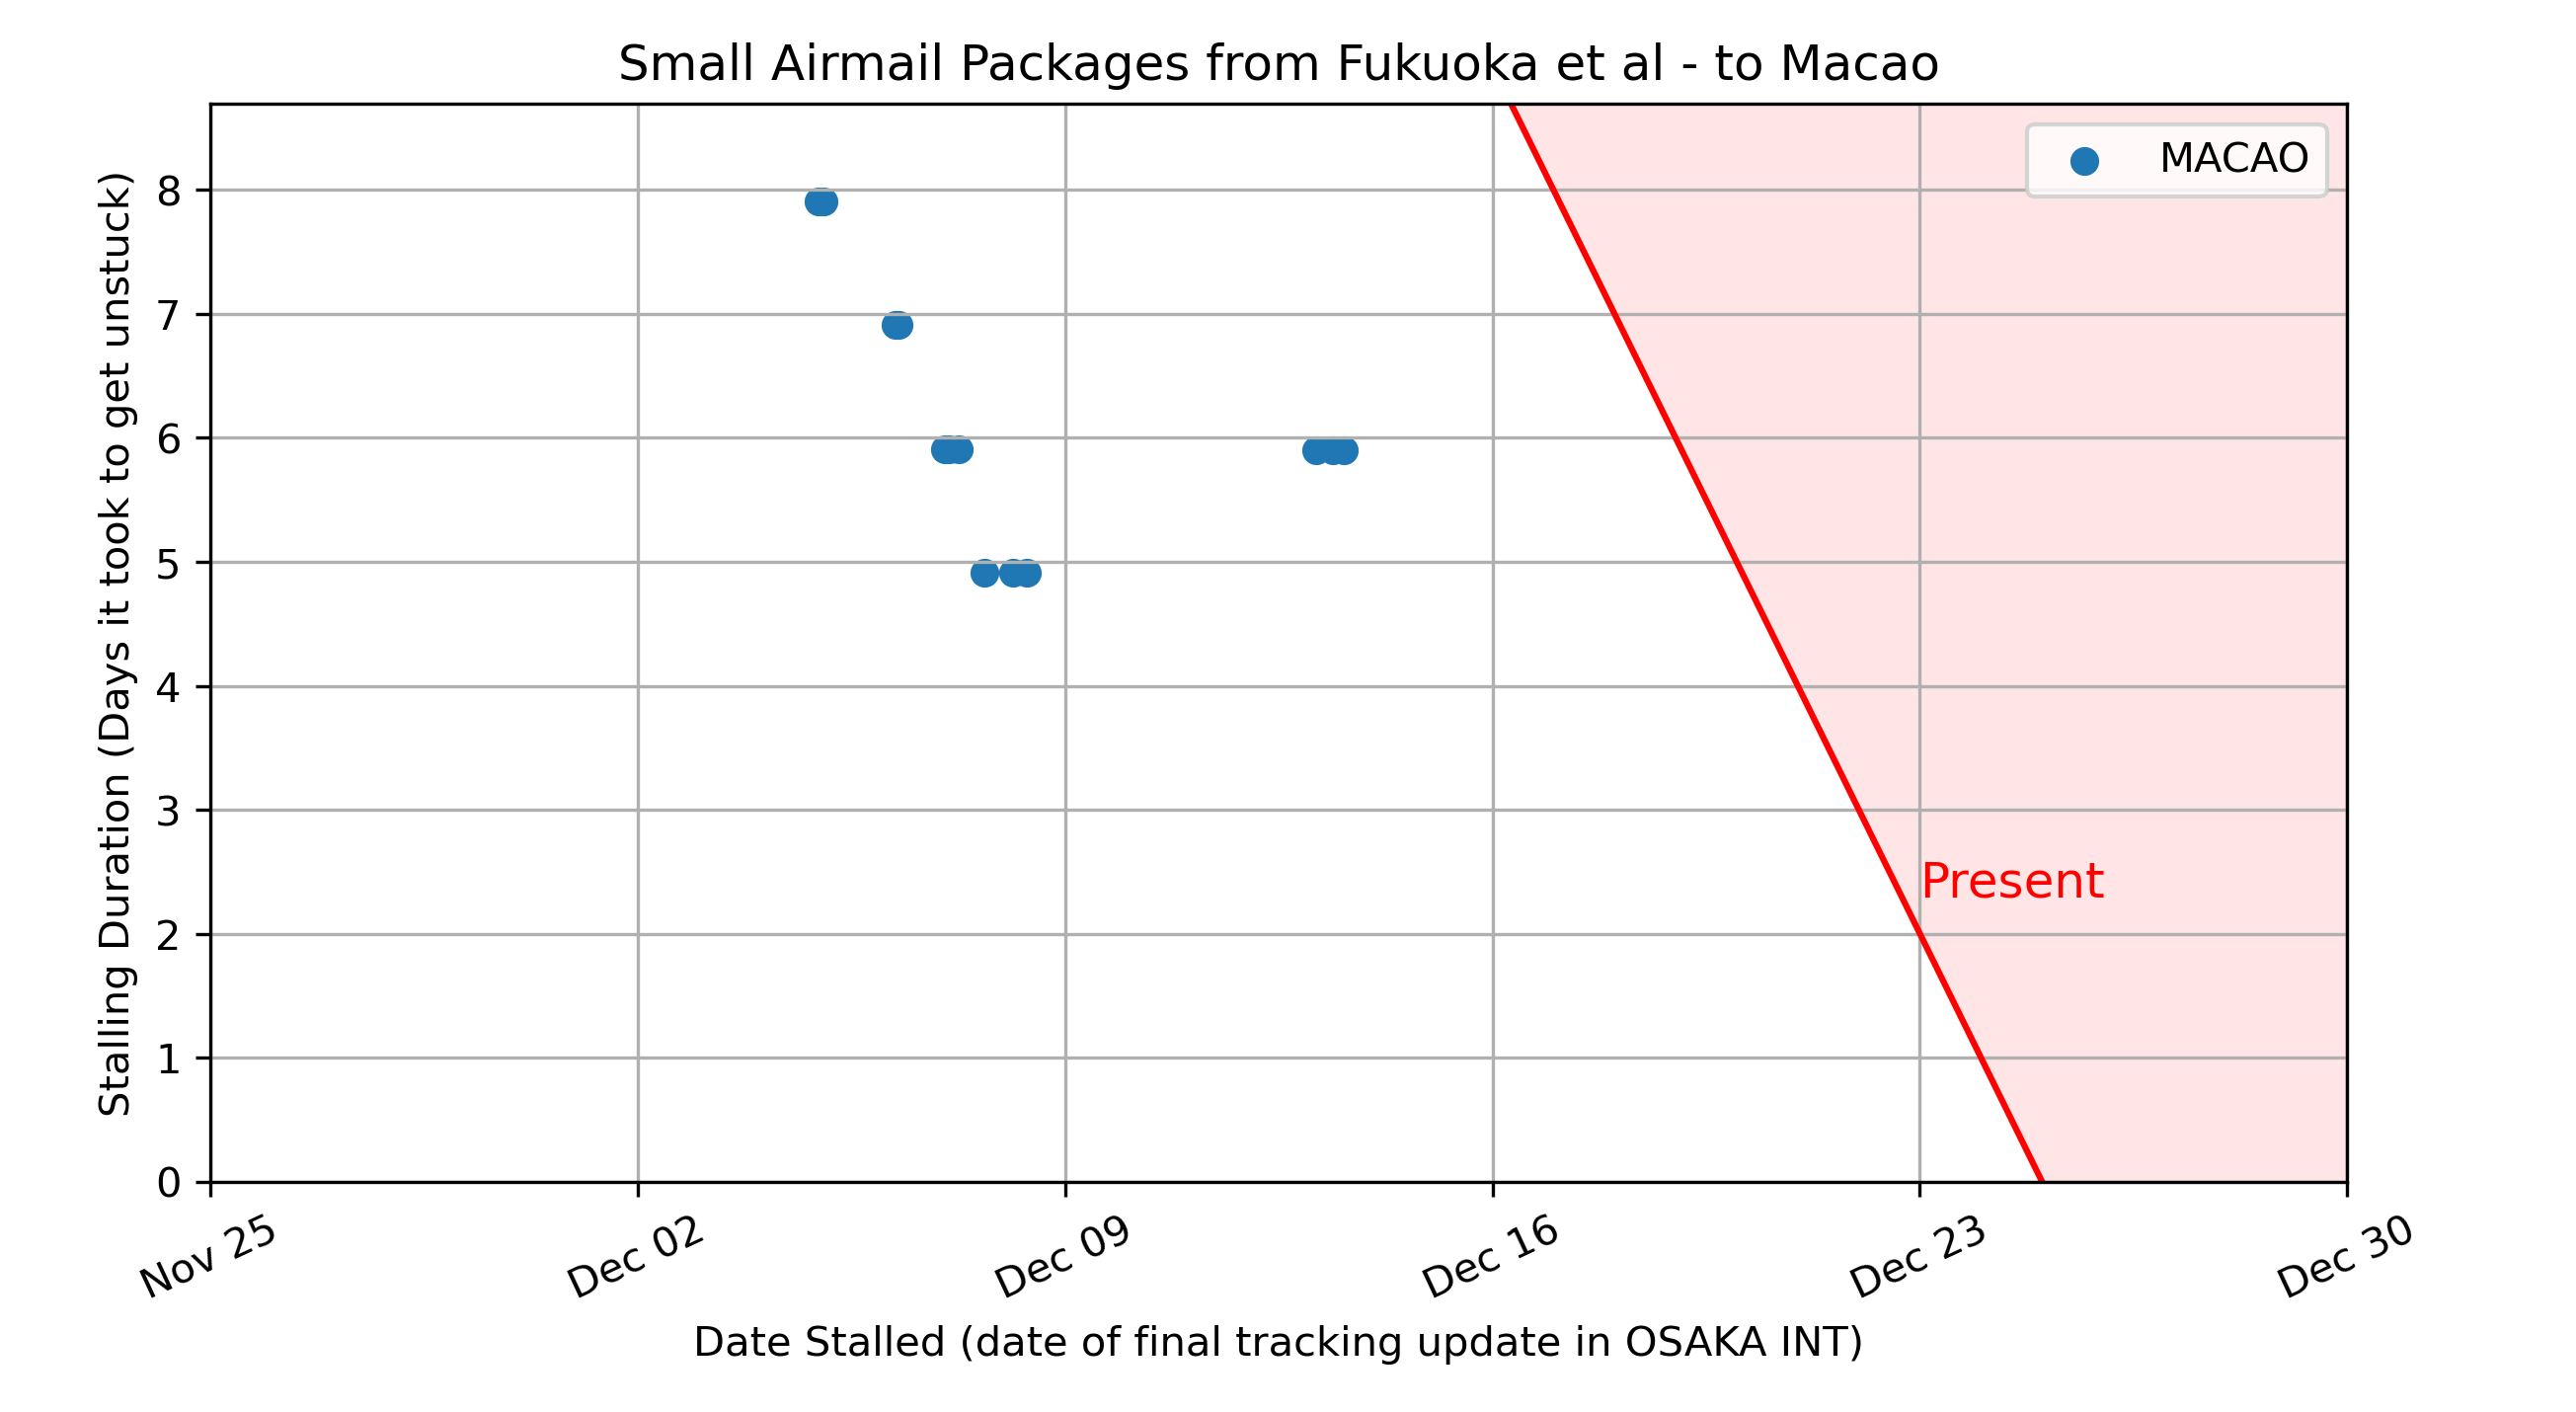 Small Airmail Packages from Fukuoka et al - to Macao
MACAO
Stalling Duration (Days it took to get unstuck)
8
7
6
5
4
3
2
1
0
Present
Nov 25
Dec 02
Dec 09
Dec 16
Dec 23
Dec 30
Date Stalled (date of final tracking update in OSAKA INT)